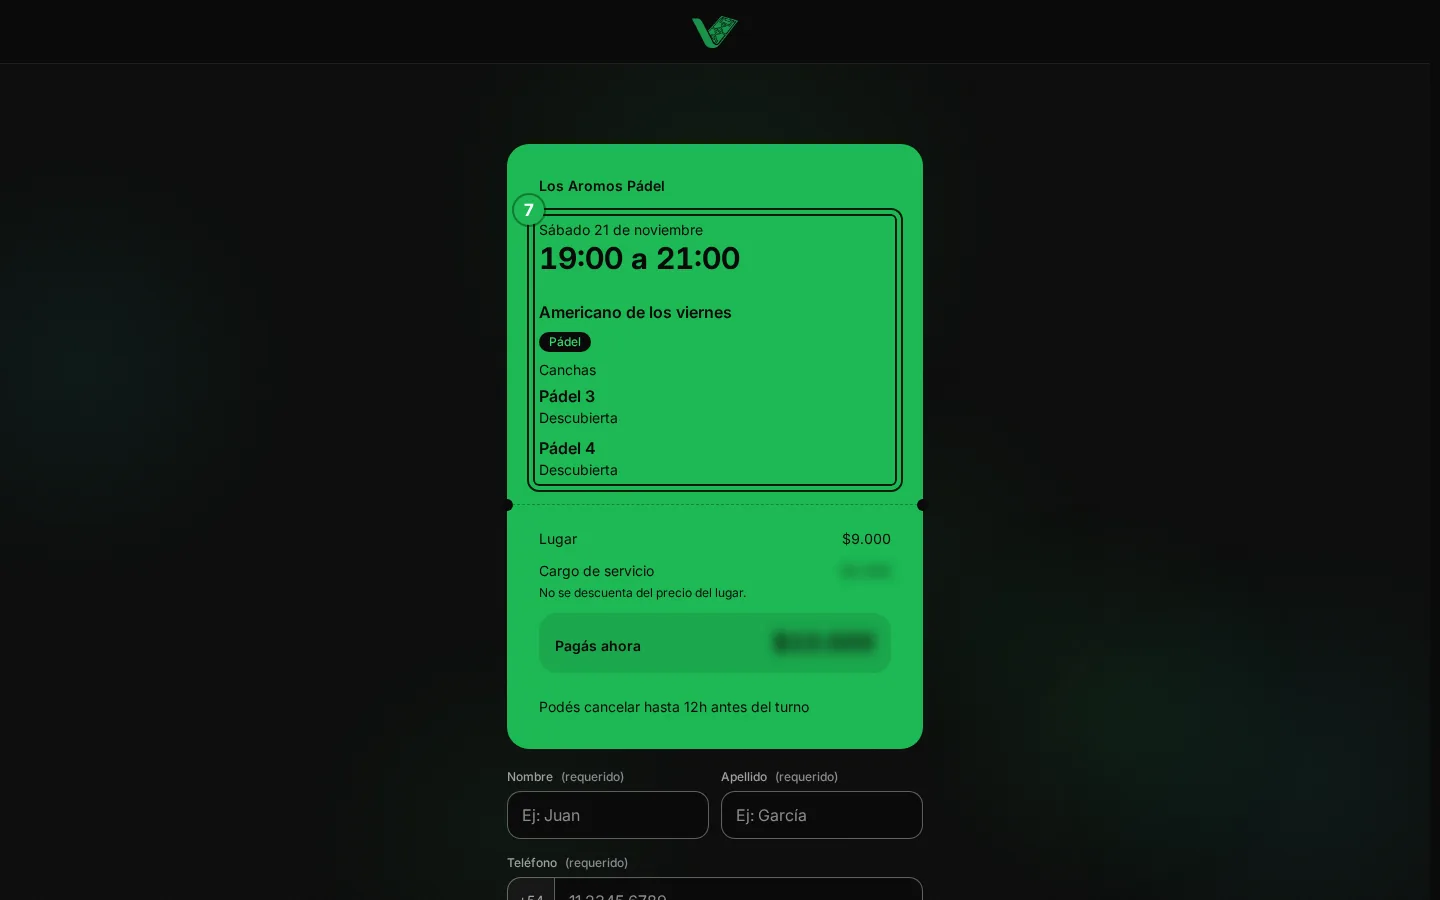 Los Aromos Pádel
7
Sábado 21 de noviembre
19:00 a 21:00
Americano de los viernes
Pádel
Canchas
Pádel 3
Descubierta
Pádel 4
Descubierta
Lugar $9.000
Cargo de servicio
No se descuenta del precio del lugar.
Pagás ahora
Podés cancelar hasta 12h antes del turno
Nombre (requerido) Apellido (requerido)
Ej: Juan Ej: García
Teléfono (requerido)